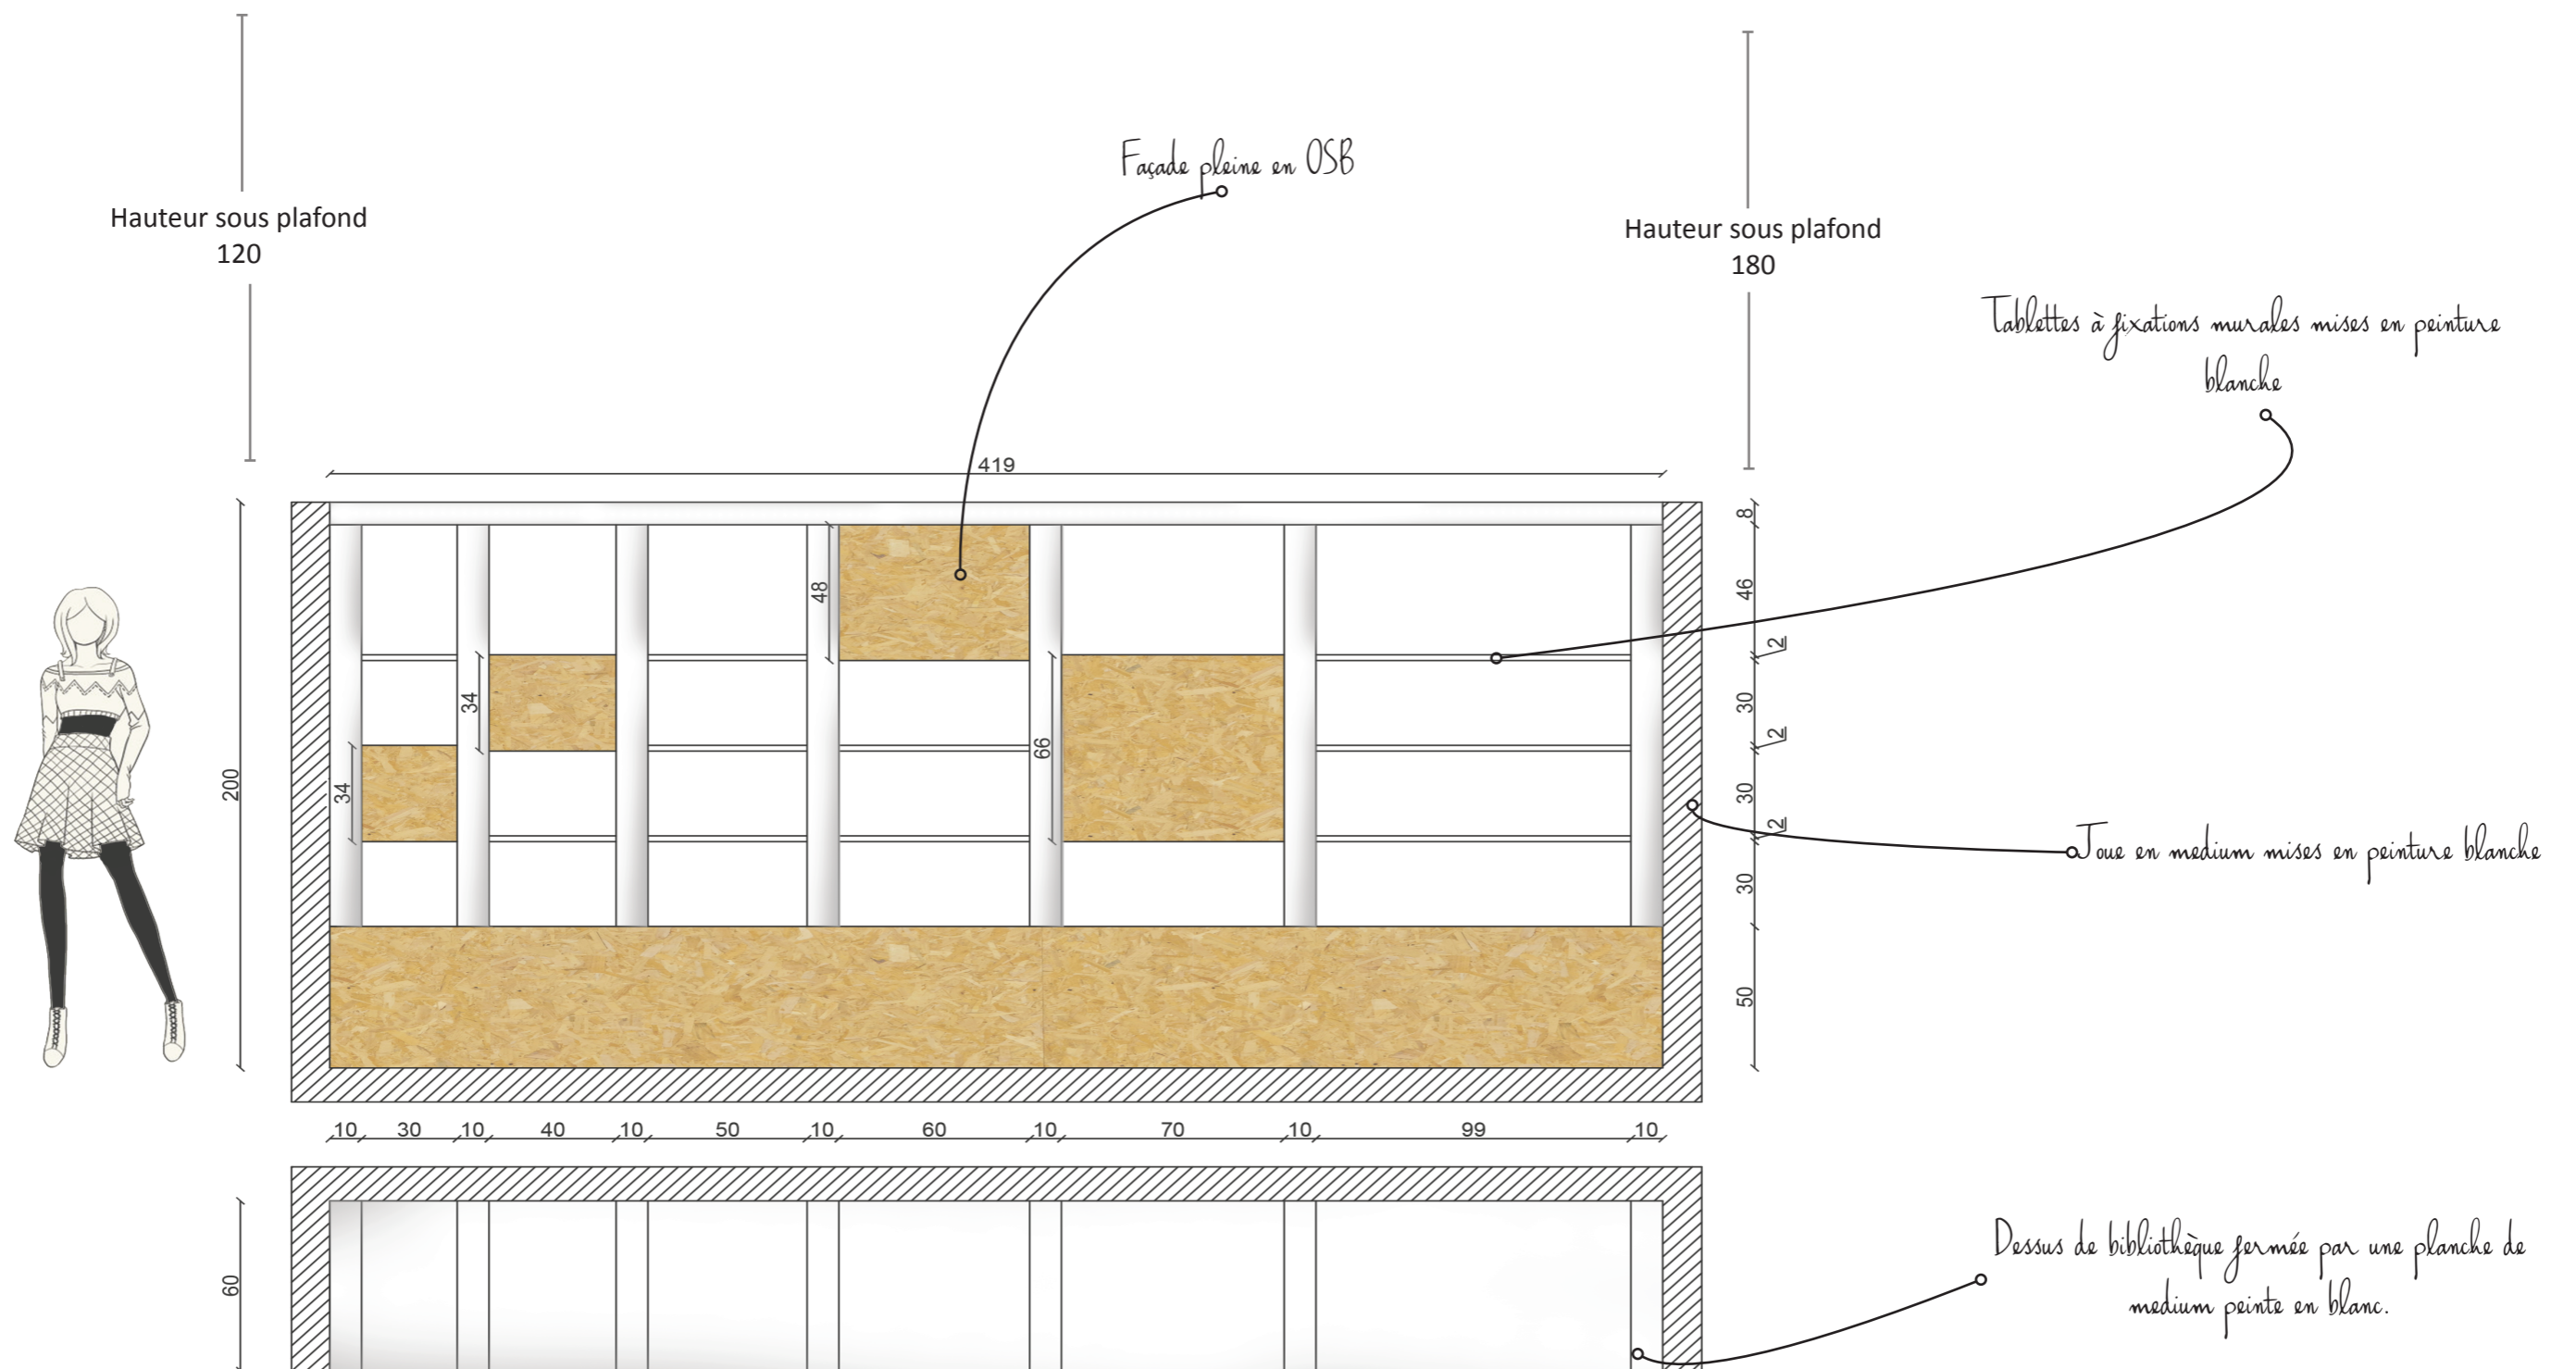 Hauteur sous plafond
120
Façade pleine en OSB
Hauteur sous plafond
180
Tablettes à fixations murales mises en peinture
blanche
419
8
46
2
30
2
30
2
30
50
48
34
34
66
200
Joue en medium mises en peinture blanche
10 30 10 40 10 50 10 60 10 70 10 99 10
60
Dessus de bibliothèque fermée par une planche de
medium peinte en blanc.